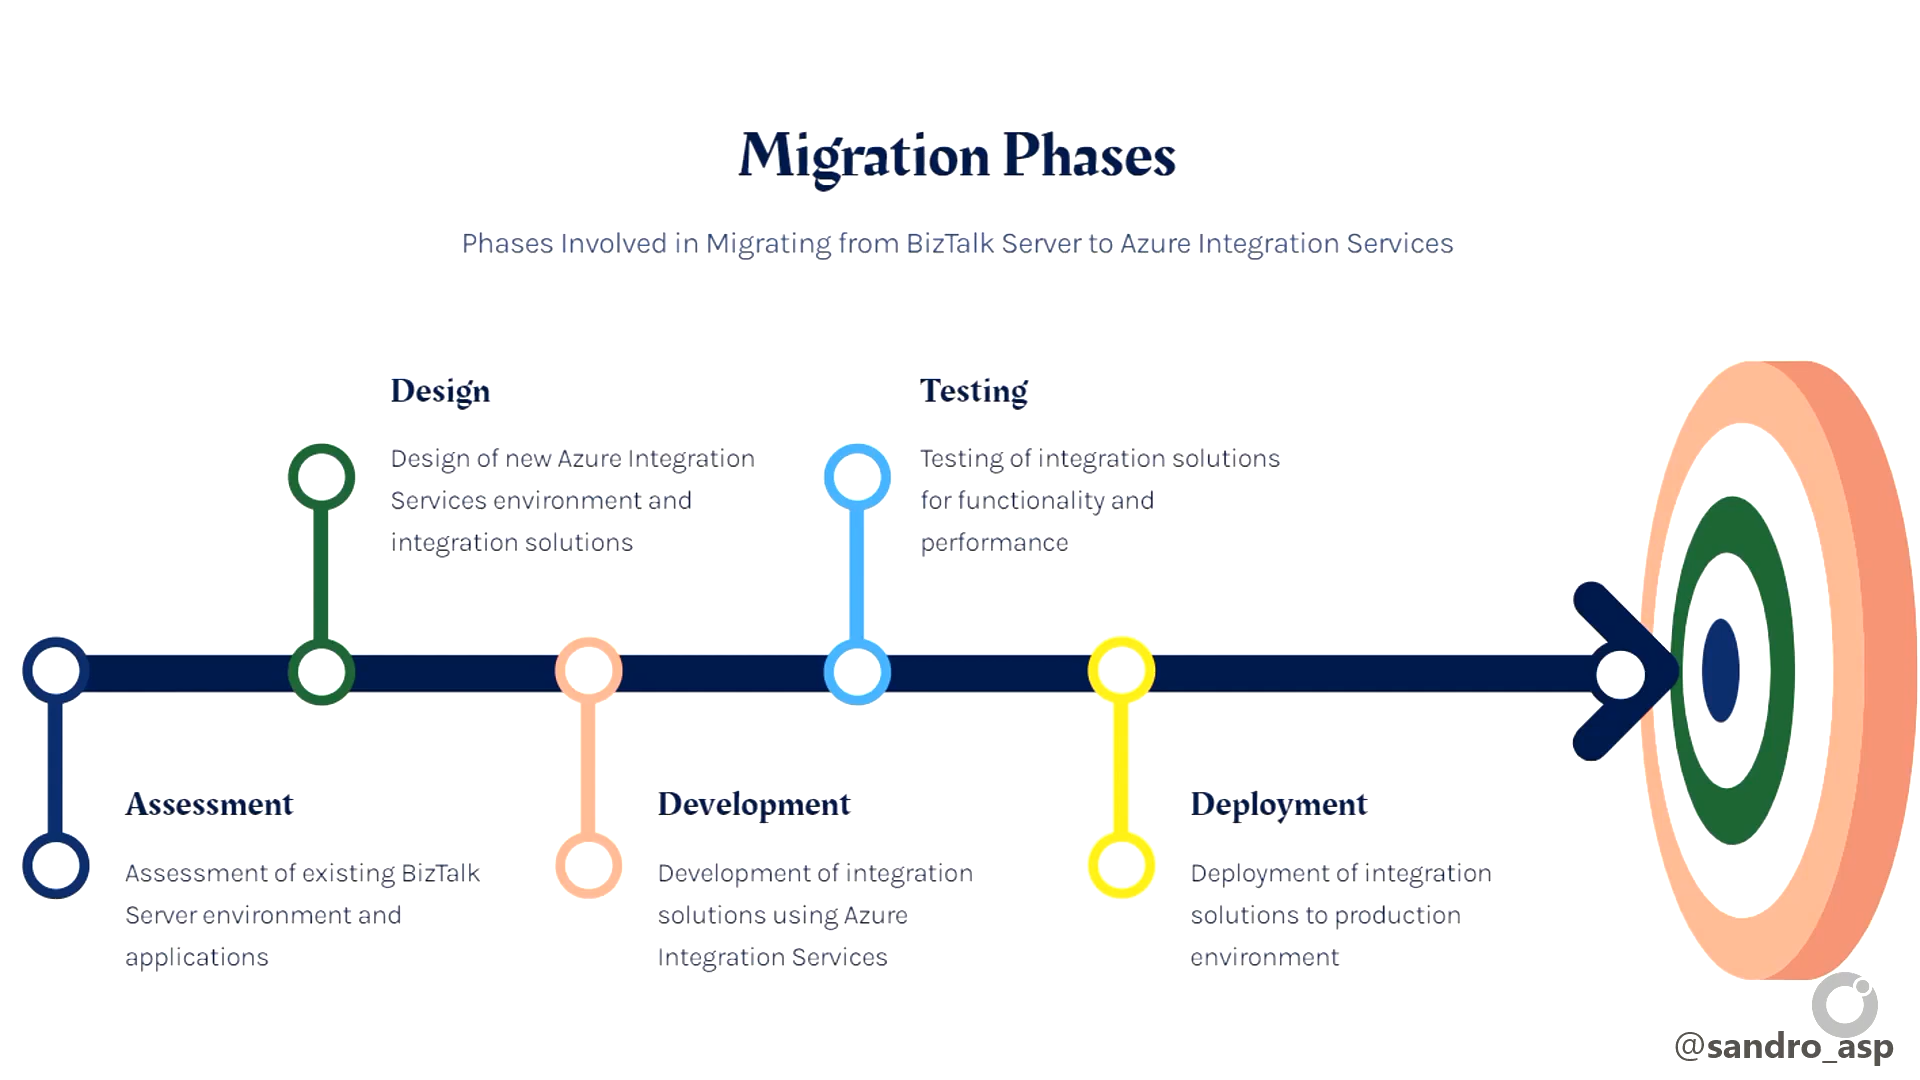 Migration Phases
Phases Involved in Migrating from BizTalk Server to Azure Integration Services
Design
Design of new Azure Integration
Services environment and
integration solutions
Testing
Testing of integration solutions
for functionality and
performance
Assessment
Assessment of existing BizTalk
Server environment and
applications
Development
Development of integration
solutions using Azure
Integration Services
Deployment
Deployment of integration
solutions to production
environment
@sandro_asp